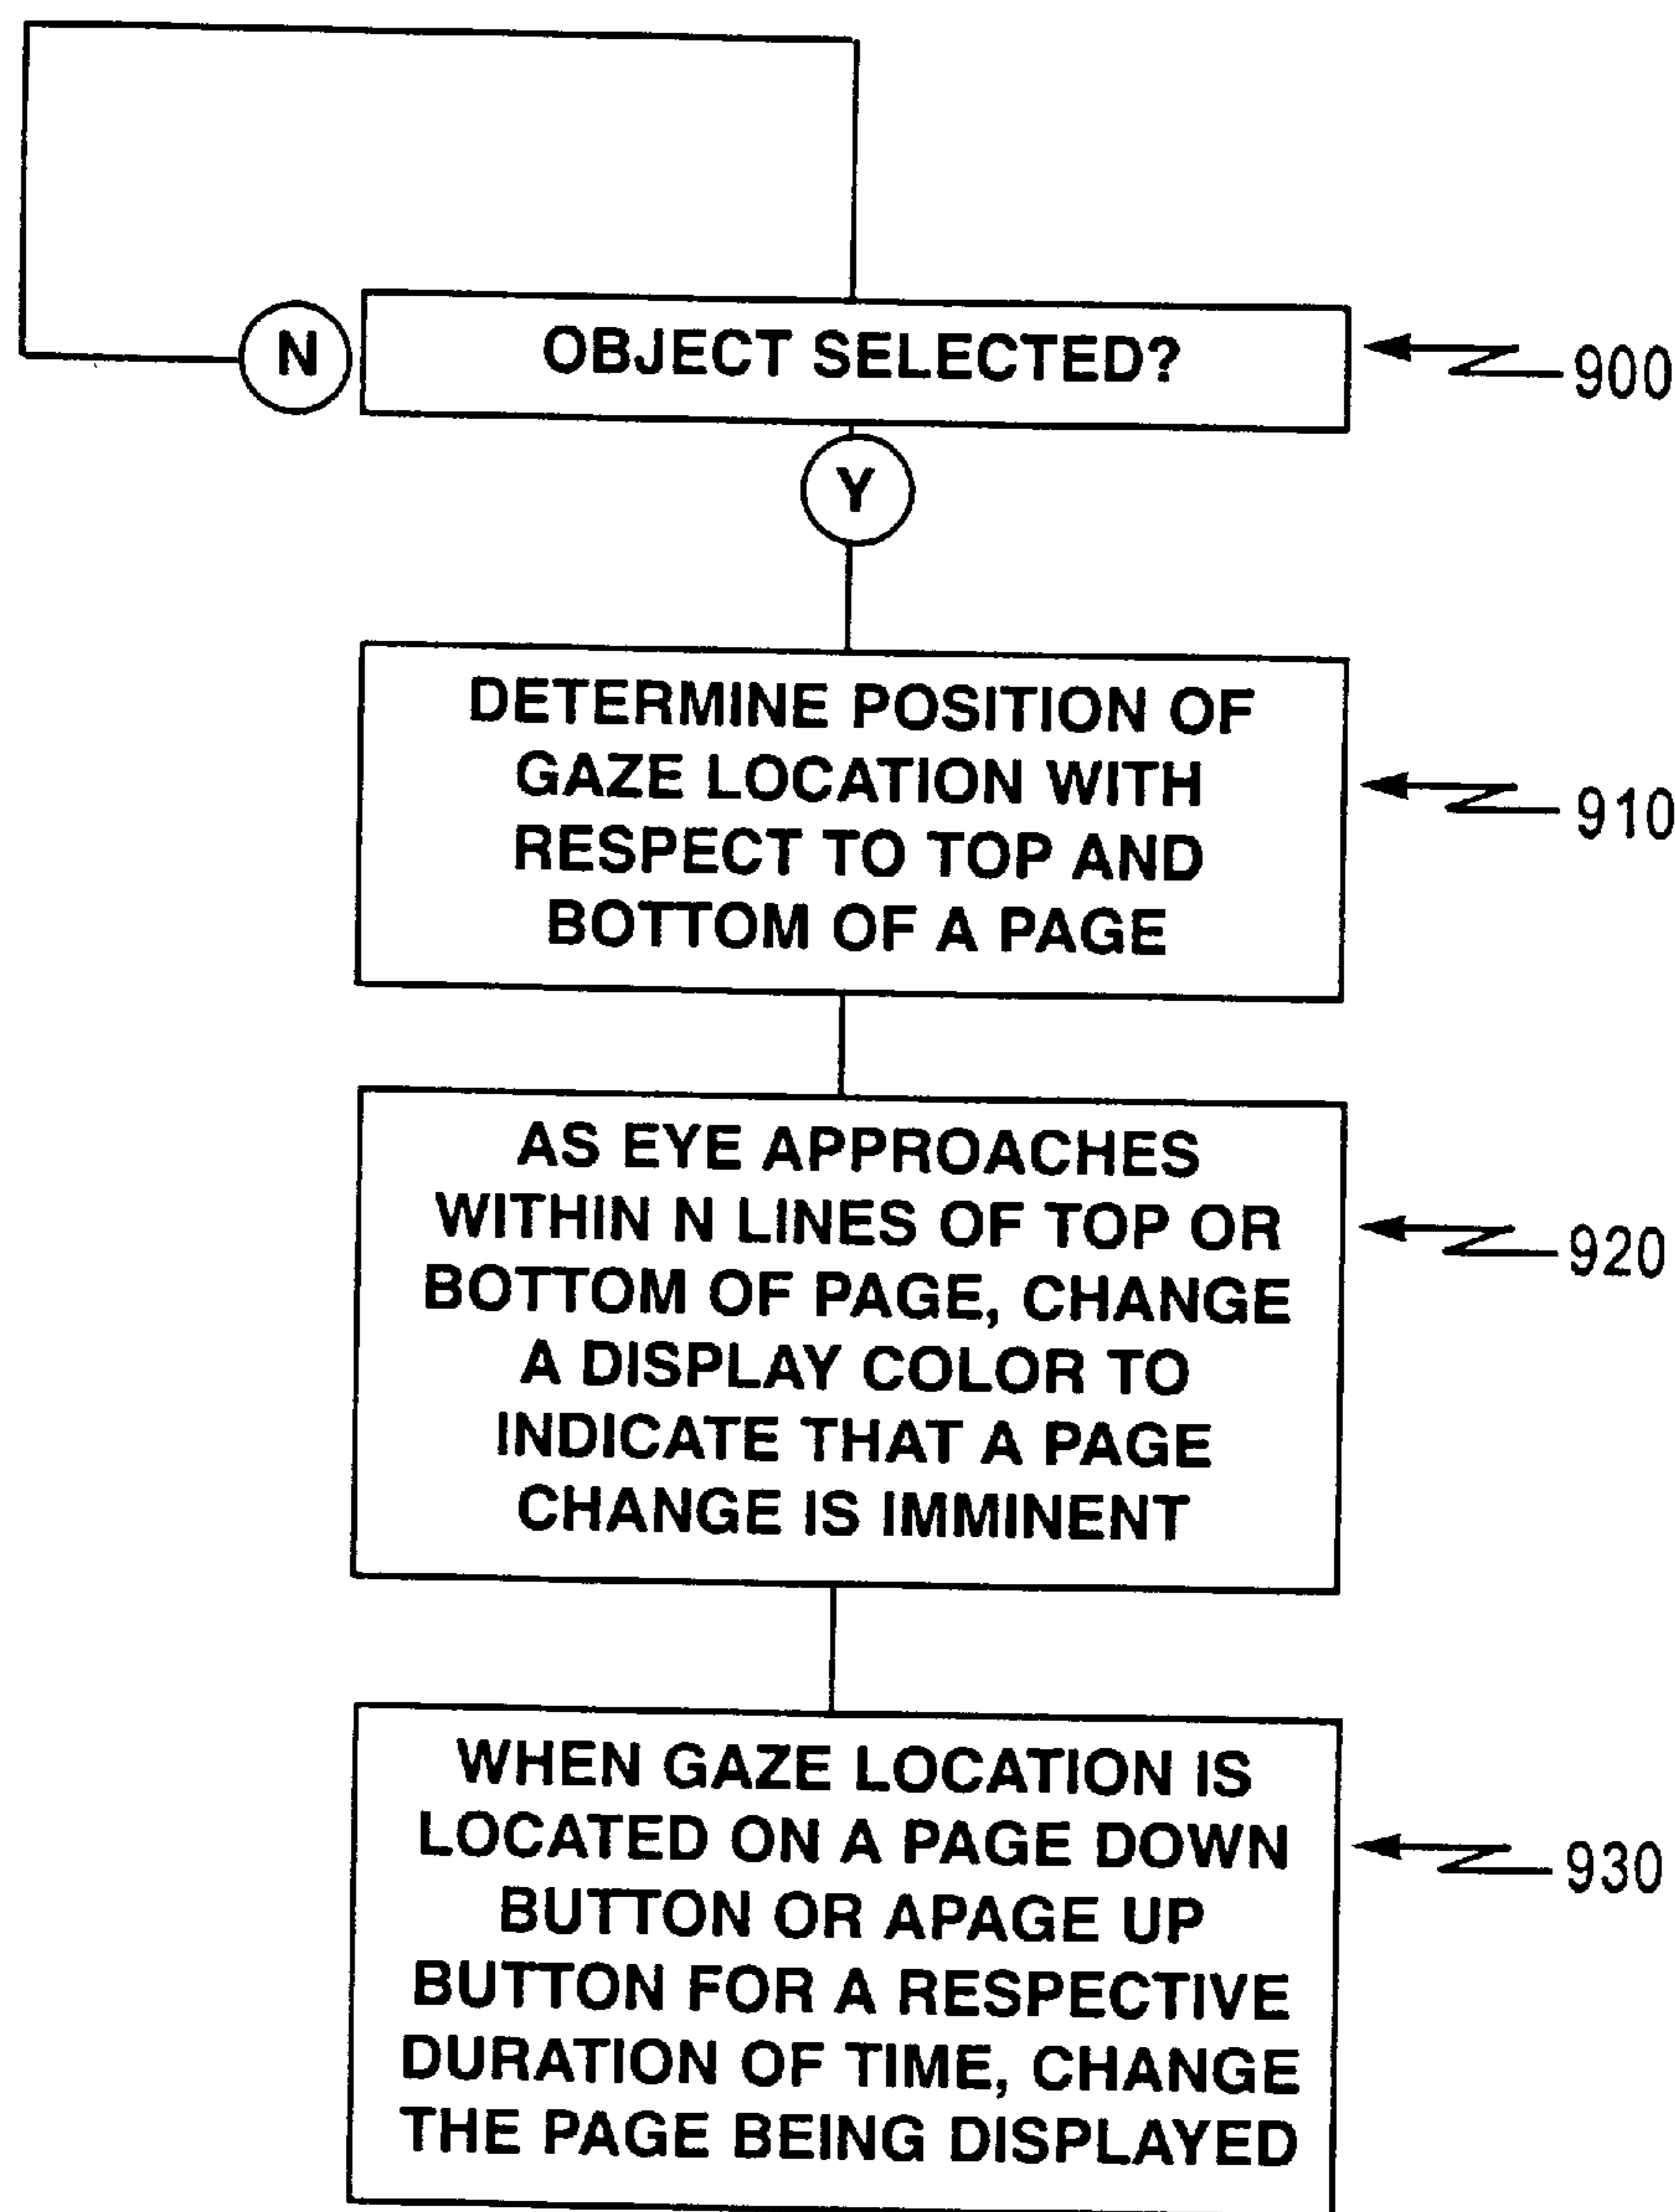 OBJECT SELECTED?
N
900
Y
DETERMINE POSITION OF
GAZE LOCATION WITH
RESPECT TO TOP AND
BOTTOM OF A PAGE
910
AS EYE APPROACHES
WITHIN N LINES OF TOP OR
BOTTOM OF PAGE, CHANGE
A DISPLAY COLOR TO
INDICATE THAT A PAGE
CHANGE IS IMMINENT
920
WHEN GAZE LOCATION IS
LOCATED ON A PAGE DOWN
BUTTON OR APAGE UP
BUTTON FOR A RESPECTIVE
DURATION OF TIME, CHANGE
THE PAGE BEING DISPLAYED
930